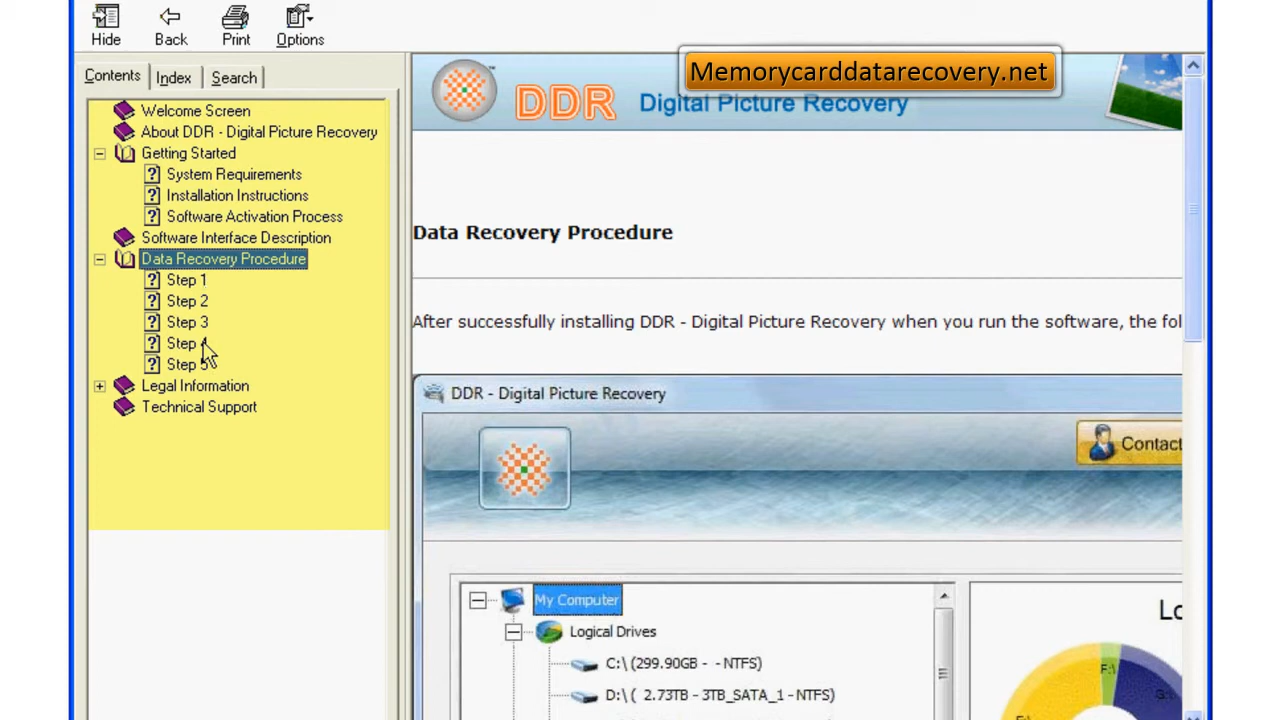 Hide Back Print Options
Memorycarddatarecovery.net
Contents Index Search
DDR Digital Picture Recovery
Welcome Screen
About DDR - Digital Picture Recovery
Getting Started
System Requirements
Installation Instructions
Software Activation Process
Software Interface Description
Data Recovery Procedure
Step 1
Step 2
Step 3
Step 4
Step 5
Legal Information
Technical Support
Data Recovery Procedure
After successfully installing DDR - Digital Picture Recovery when you run the software, the fol
DDR - Digital Picture Recovery
Contact
My Computer
Logical Drives
C:\ (299.90GB - - NTFS)
D:\ ( 2.73TB - 3TB_SATA_1 - NTFS)
Lo
F:\